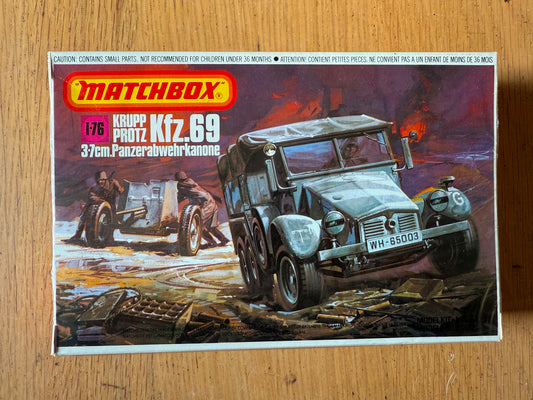 CAUTION: CONTAINS SMALL PARTS, NOT RECOMMENDED FOR CHILDREN UNDER 36 MONTHS ● ATTENTION! CONTIENT PETITES PIECES. NE CONVIENT PAS A UN ENFANT DE MOINS DE 36 MOIS
MATCHBOX
1-76 KRUPP PROTZ Kfz.69
3·7cm.Panzerabwehrkanone
G
WH-65003
MODELKIT